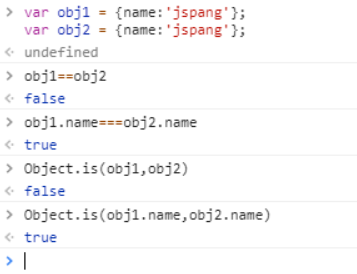 > var obj1 = {name:'jspang'};
var obj2 = {name:'jspang'};
<· undefined
> obj1==obj2
<· false
> obj1.name===obj2.name
<· true
> Object.is(obj1,obj2)
<· false
> Object.is(obj1.name,obj2.name)
<· true
>